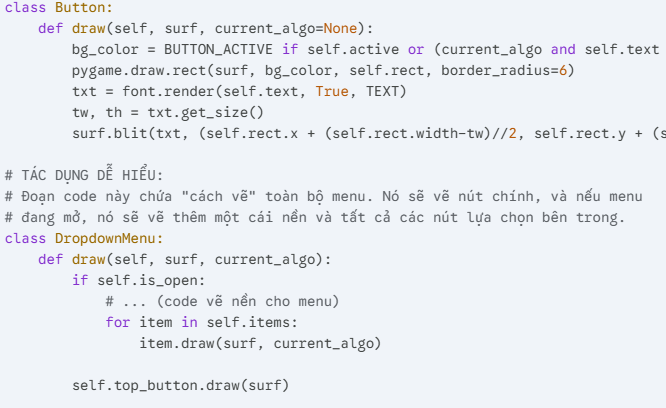 class Button:
    def draw(self, surf, current_algo=None):
        bg_color = BUTTON_ACTIVE if self.active or (current_algo and self.text
        pygame.draw.rect(surf, bg_color, self.rect, border_radius=6)
        txt = font.render(self.text, True, TEXT)
        tw, th = txt.get_size()
        surf.blit(txt, (self.rect.x + (self.rect.width-tw)//2, self.rect.y + (s
# TÁC DỤNG DỄ HIỂU:
# Đoạn code này chứa "cách vẽ" toàn bộ menu. Nó sẽ vẽ nút chính, và nếu menu
# đang mở, nó sẽ vẽ thêm một cái nền và tất cả các nút lựa chọn bên trong.
class DropdownMenu:
    def draw(self, surf, current_algo):
        if self.is_open:
            # ... (code vẽ nền cho menu)
            for item in self.items:
                item.draw(surf, current_algo)
        self.top_button.draw(surf)